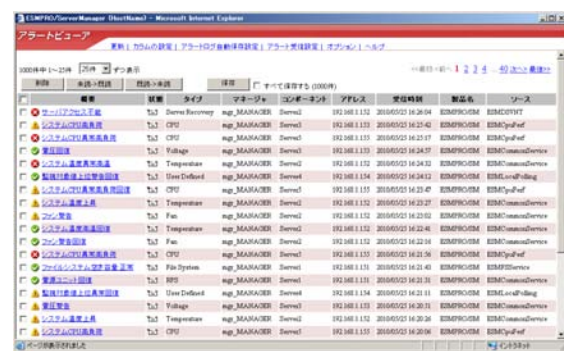 ESMPRO/ServerManager (HostName) - Microsoft Internet Explorer
アラートビューア
更新 | カラムの設定 | アラートログ自動保存設定 | アラート受信設定 | オプション | ヘルプ
1000件中 1~25件 25件 ずつ表示
<<最初 <前へ 1 2 3 4 ... 40 次へ> 最後>>
削除 未読->既読 既読->未読 保存 すべて保存する (1000件)
概要 状態 タイプ マネージャ コンポーネント アドレス 受信時刻 製品名 ソース
サーバアクセス不能 Server Recovery mgr_MANAGER Server2 192.168.1.152 2010/03/25 16:26:04 ESMPRO/SM ESMDSVNT
システムCPU高負荷 CPU mgr_MANAGER Server3 192.168.1.153 2010/03/25 16:25:42 ESMPRO/SM ESMCpuPerf
システムCPU異常高負荷 CPU mgr_MANAGER 192.168.1.155 2010/03/25 16:25:17 ESMPRO/SM ESMCpuPerf
電圧回復 Voltage mgr_MANAGER Server3 192.168.1.153 2010/03/25 16:24:57 ESMPRO/SM ESMCommonService
システム温度異常高温 Temperature mgr_MANAGER Server2 192.168.1.152 2010/03/25 16:24:32 ESMPRO/SM ESMCommonService
監視対象値上位警告回復 User Defined mgr_MANAGER Server4 192.168.1.154 2010/03/25 16:24:12 ESMPRO/SM ESMLocalPolling
システムCPU異常高負荷回復 CPU mgr_MANAGER 192.168.1.155 2010/03/25 16:23:47 ESMPRO/SM ESMCpuPerf
システム温度上昇 Temperature mgr_MANAGER Server2 192.168.1.152 2010/03/25 16:23:27 ESMPRO/SM ESMCommonService
ファン警告 Fan mgr_MANAGER Server2 192.168.1.152 2010/03/25 16:23:02 ESMPRO/SM ESMCommonService
システム温度高温回復 Temperature mgr_MANAGER Server2 192.168.1.152 2010/03/25 16:22:41 ESMPRO/SM ESMCommonService
ファン警告回復 Fan mgr_MANAGER Server2 192.168.1.152 2010/03/25 16:22:16 ESMPRO/SM ESMCommonService
システムCPU異常高負荷 CPU mgr_MANAGER 192.168.1.155 2010/03/25 16:21:56 ESMPRO/SM ESMCpuPerf
ファイルシステム空き容量 正常 File System mgr_MANAGER Server1 192.168.1.151 2010/03/25 16:21:43 ESMPRO/SM ESMFSService
電源ユニット回復 RPS mgr_MANAGER Server1 192.168.1.151 2010/03/25 16:21:31 ESMPRO/SM ESMCommonService
監視対象値上位異常回復 User Defined mgr_MANAGER Server4 192.168.1.154 2010/03/25 16:21:11 ESMPRO/SM ESMLocalPolling
電圧警告 Voltage mgr_MANAGER Server3 192.168.1.153 2010/03/25 16:20:51 ESMPRO/SM ESMCommonService
システム温度上昇 Temperature mgr_MANAGER Server2 192.168.1.152 2010/03/25 16:20:26 ESMPRO/SM ESMCommonService
システムCPU高負荷 CPU mgr_MANAGER 192.168.1.155 2010/03/25 16:20:06 ESMPRO/SM ESMCpuPerf
ページが表示されました
イントラネット